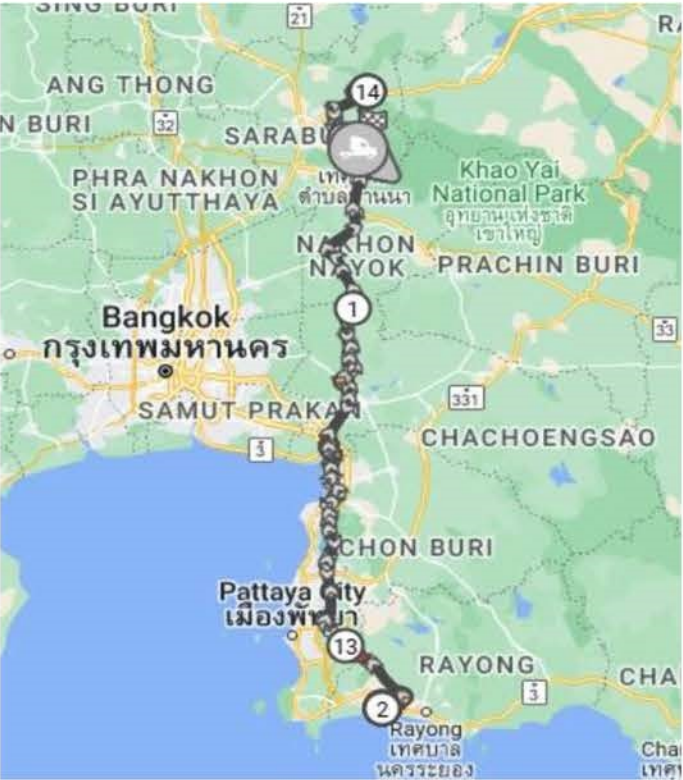 SING BURI
21
ANG THONG
14
N BURI
32
SARABU
PHRA NAKHON
SI AYUTTHAYA
Khao Yai
National Park
อุทยานแห่งชาติ
เขาใหญ่
NAKHON
NAYOK
PRACHIN BURI
1
Bangkok
กรุงเทพมหานคร
33
331
SAMUT PRAKAN
3
CHACHOENGSAO
CHON BURI
Pattaya City
เมืองพัทยา
13
RAYONG
3
CHA
2
Rayong
เทศบาล
นครระยอง
Cha
เทศ